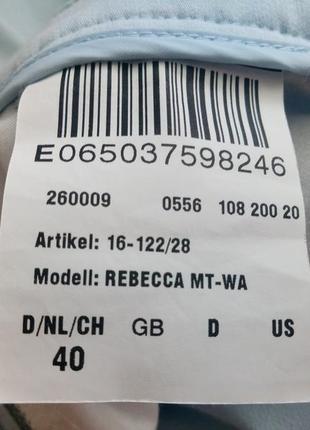 E065037598246
260009 0556 108 200 20
Artikel: 16-122/28
Modell: REBECCA MT-WA
D/NL/CH GB D US
40